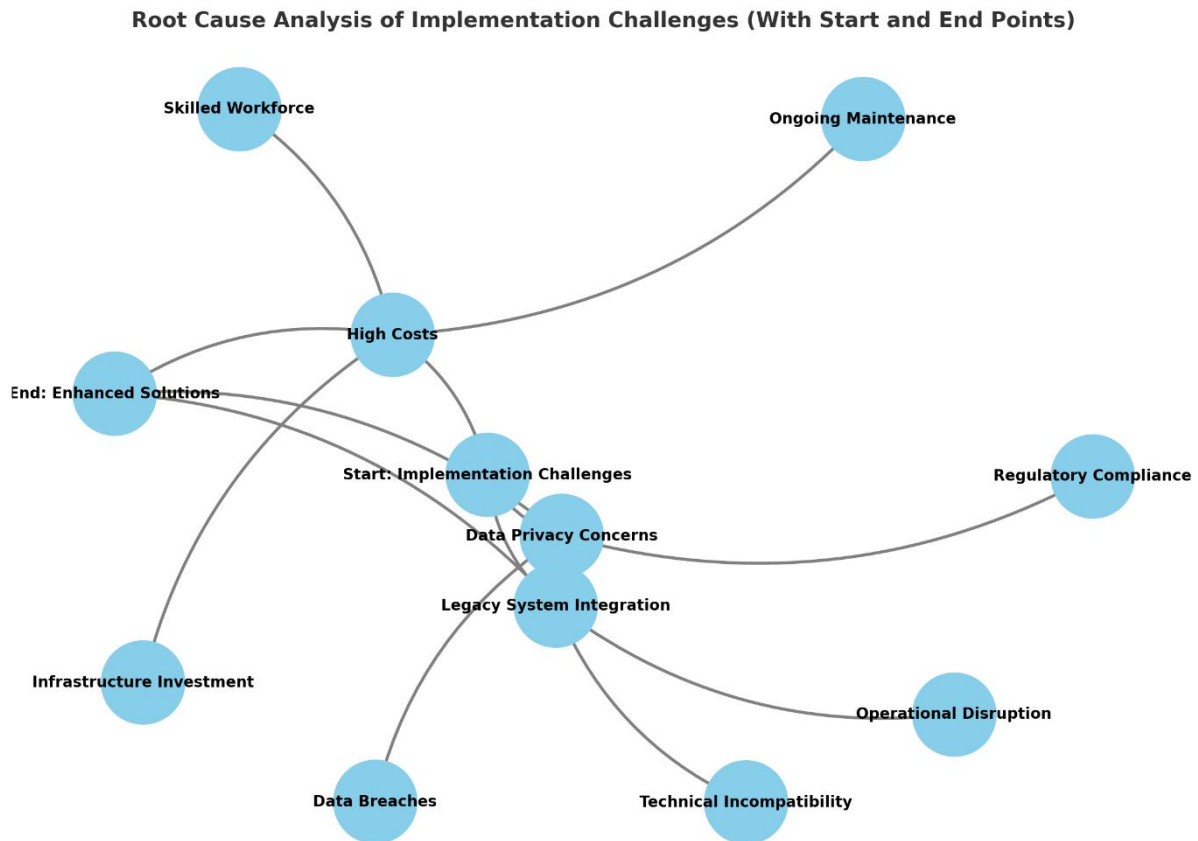 Root Cause Analysis of Implementation Challenges (With Start and End Points)
Skilled Workforce
Ongoing Maintenance
High Costs
End: Enhanced Solutions
Start: Implementation Challenges
Regulatory Compliance
Data Privacy Concerns
Legacy System Integration
Infrastructure Investment
Operational Disruption
Data Breaches
Technical Incompatibility